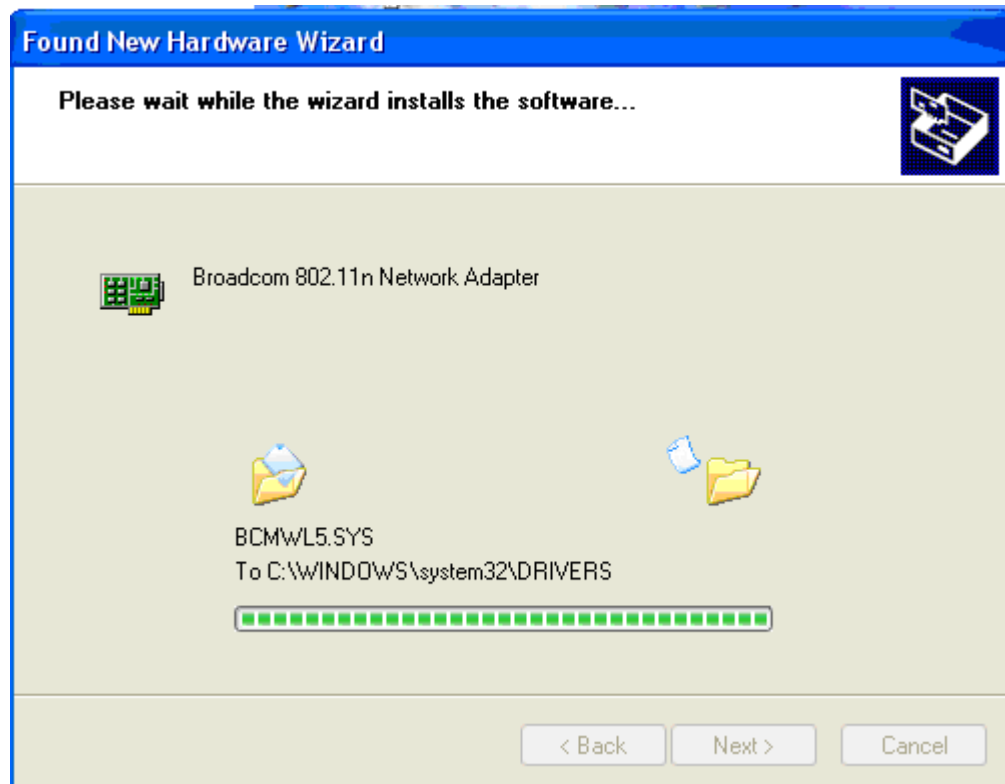 Found New Hardware Wizard
Please wait while the wizard installs the software...
Broadcom 802.11n Network Adapter
BCMWL5.SYS
To C:\WINDOWS\system32\DRIVERS
< Back
Next >
Cancel